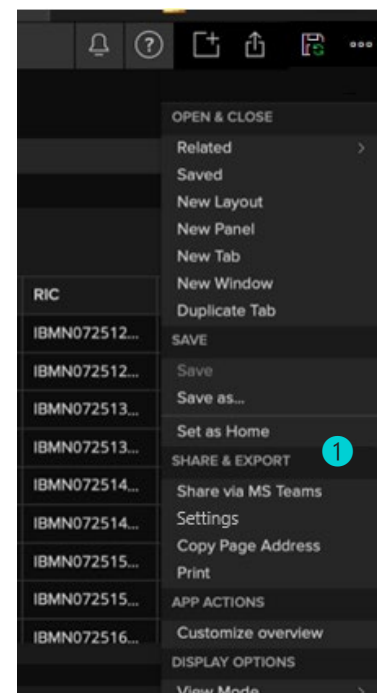 ?
OPEN & CLOSE
Related
Saved
New Layout
New Panel
New Tab
New Window
Duplicate Tab
SAVE
Save
Save as...
Set as Home
SHARE & EXPORT
1
Share via MS Teams
Settings
Copy Page Address
Print
APP ACTIONS
Customize overview
DISPLAY OPTIONS
View Mode
RIC
IBMN072512...
IBMN072512...
IBMN072513...
IBMN072513...
IBMN072514...
IBMN072514...
IBMN072515...
IBMN072515...
IBMN072516...